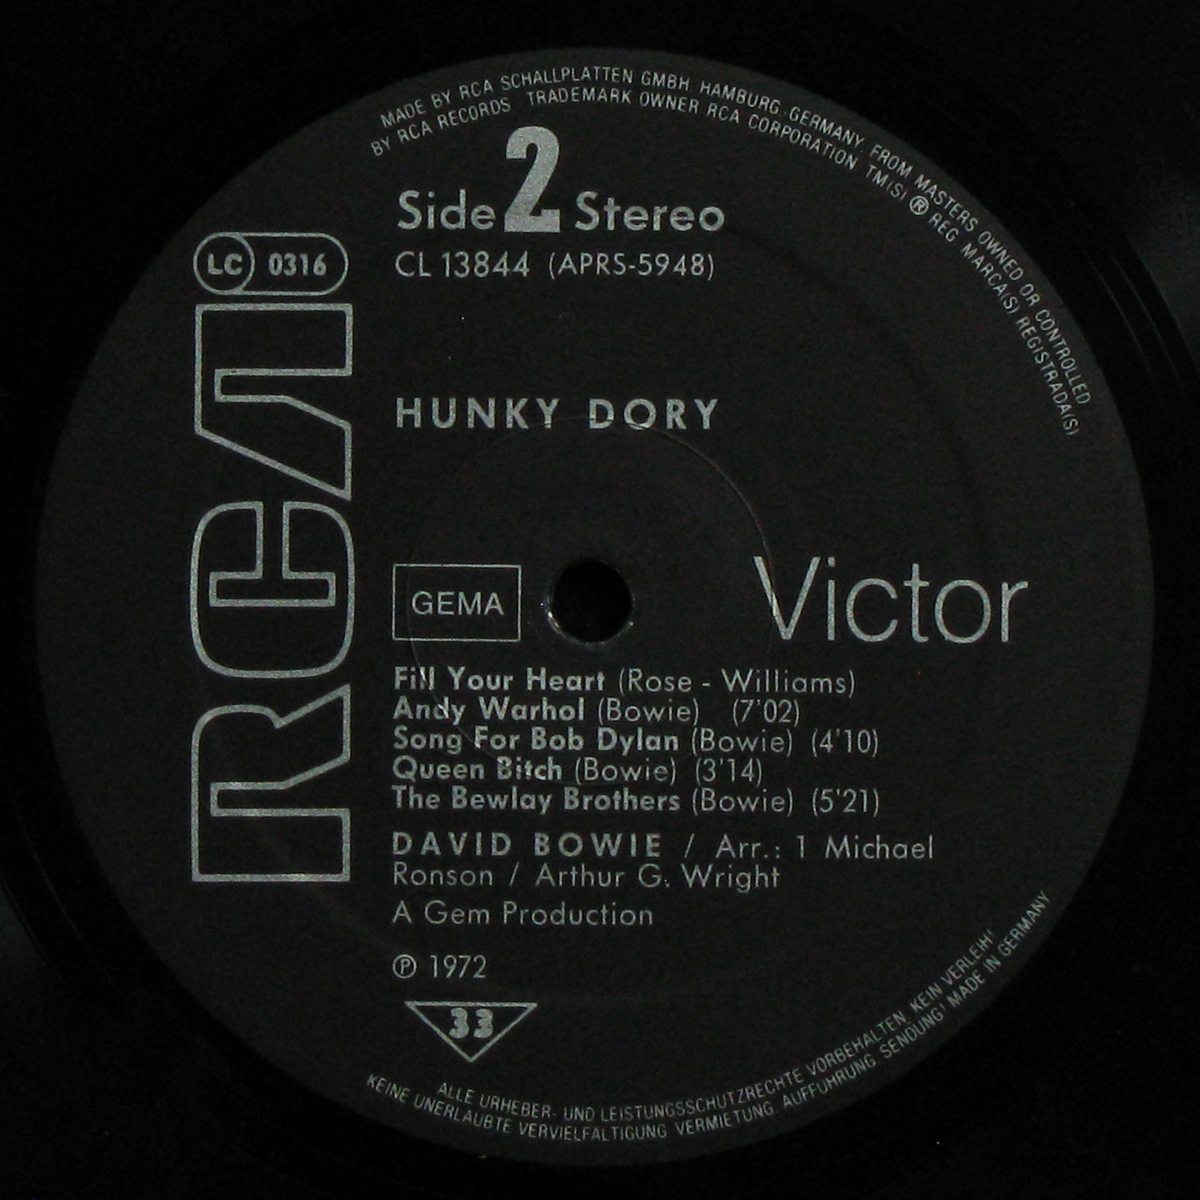 MADE BY RCA SCHALLPLATTEN GMBH. HAMBURG. GERMANY. FROM MASTERS OWNED OR CONTROLLED
BY RCA RECORDS TRADEMARK OWNER RCA CORPORATION TM(S) ® REG MARCA(S) REGISTRADA(S)
Side 2 Stereo
LC 0316
CL 13844 (APRS-5948)
RCA
HUNKY DORY
GEMA
Victor
Fill Your Heart (Rose - Williams)
Andy Warhol (Bowie) (7'02)
Song For Bob Dylan (Bowie) (4'10)
Queen Bitch (Bowie) (3'14)
The Bewlay Brothers (Bowie) (5'21)
DAVID BOWIE / Arr.: 1 Michael
Ronson / Arthur G. Wright
A Gem Production
℗ 1972
33
ALLE URHEBER- UND LEISTUNGSSCHUTZRECHTE VORBEHALTEN. KEIN VERLEIH!
KEINE UNERLAUBTE VERVIELFÄLTIGUNG. VERMIETUNG. AUFFÜHRUNG. SENDUNG! MADE IN GERMANY